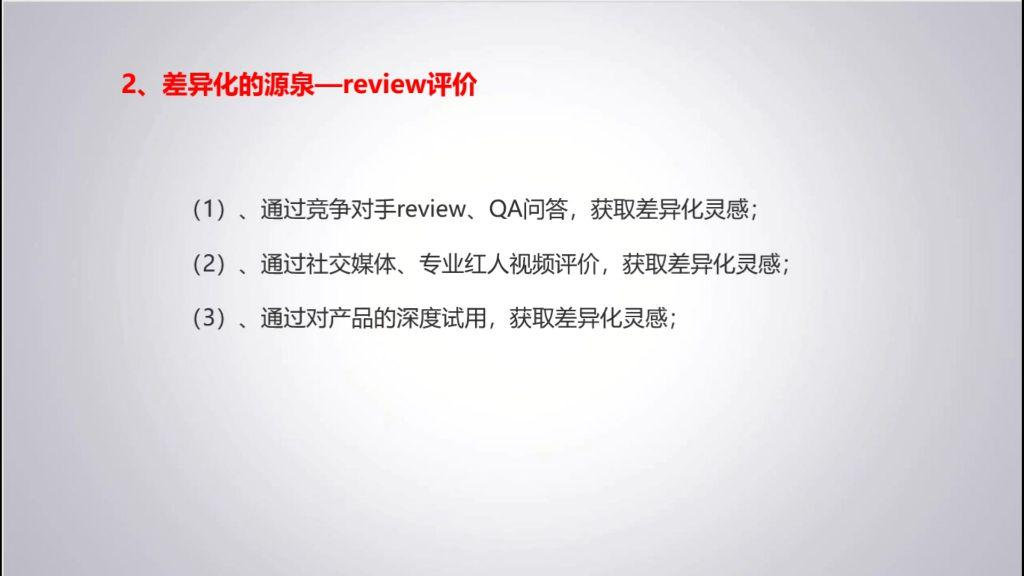 2、差异化的源泉—review评价
（1）、通过竞争对手review、QA问答，获取差异化灵感；
（2）、通过社交媒体、专业红人视频评价，获取差异化灵感；
（3）、通过对产品的深度试用，获取差异化灵感；